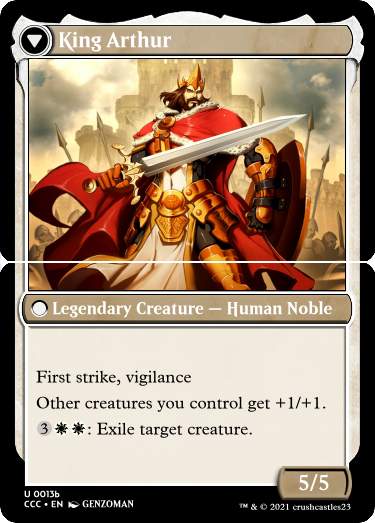 King Arthur
Legendary Creature — Human Noble
First strike, vigilance
Other creatures you control get +1/+1.
3WW: Exile target creature.
5/5
U 0013b
CCC • EN GENZOMAN
™ & © 2021 crushcastles23